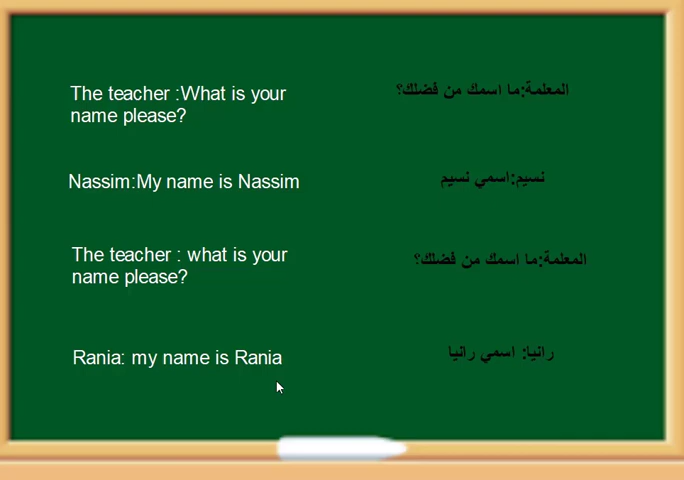 The teacher :What is your
name please?
المعلمة:ما اسمك من فضلك؟
Nassim:My name is Nassim
نسيم:اسمي نسيم
The teacher : what is your
name please?
المعلمة:ما اسمك من فضلك؟
Rania: my name is Rania
رانيا: اسمي رانيا